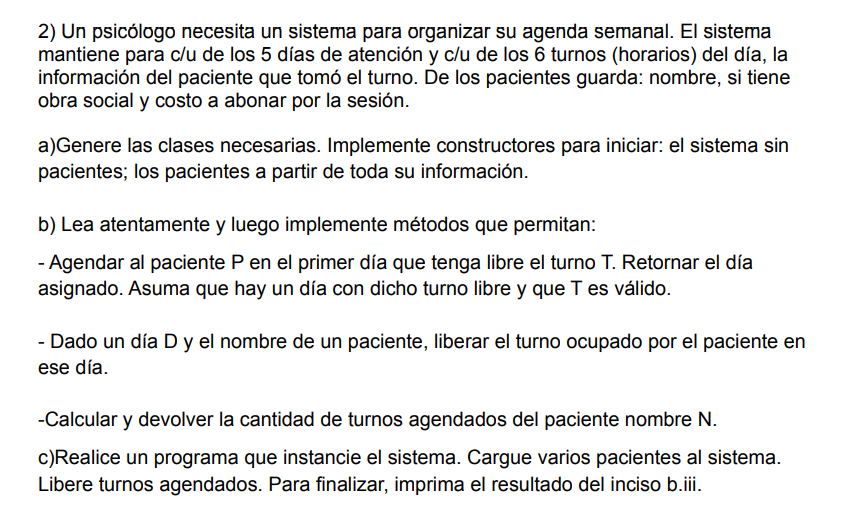 2) Un psicólogo necesita un sistema para organizar su agenda semanal. El sistema
mantiene para c/u de los 5 días de atención y c/u de los 6 turnos (horarios) del día, la
información del paciente que tomó el turno. De los pacientes guarda: nombre, si tiene
obra social y costo a abonar por la sesión.
a)Genere las clases necesarias. Implemente constructores para iniciar: el sistema sin
pacientes; los pacientes a partir de toda su información.
b) Lea atentamente y luego implemente métodos que permitan:
- Agendar al paciente P en el primer día que tenga libre el turno T. Retornar el día
asignado. Asuma que hay un día con dicho turno libre y que T es válido.
- Dado un día D y el nombre de un paciente, liberar el turno ocupado por el paciente en
ese día.
-Calcular y devolver la cantidad de turnos agendados del paciente nombre N.
c)Realice un programa que instancie el sistema. Cargue varios pacientes al sistema.
Libere turnos agendados. Para finalizar, imprima el resultado del inciso b.iii.